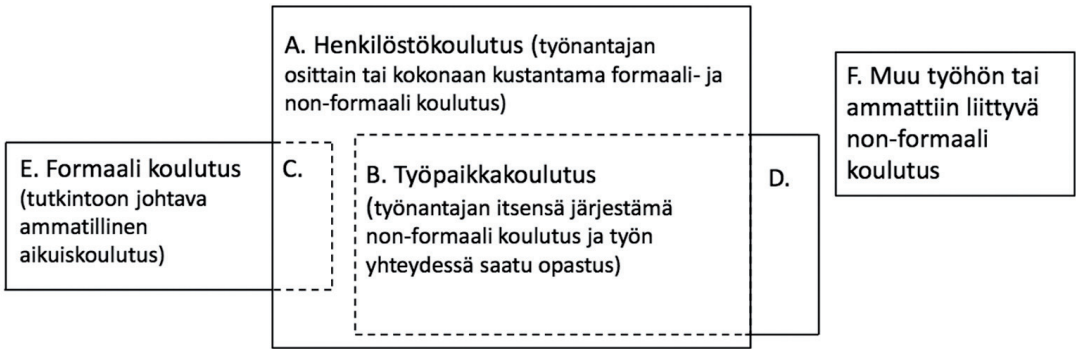 A. Henkilöstökoulutus (työnantajan
osittain tai kokonaan kustantama formaali- ja
non-formaali koulutus)
F. Muu työhön tai
ammattiin liittyvä
non-formaali
koulutus
E. Formaali koulutus
(tutkintoon johtava
ammatillinen
aikuiskoulutus)
C.
B. Työpaikkakoulutus
(työnantajan itsensä järjestämä
non-formaali koulutus ja työn
yhteydessä saatu opastus)
D.